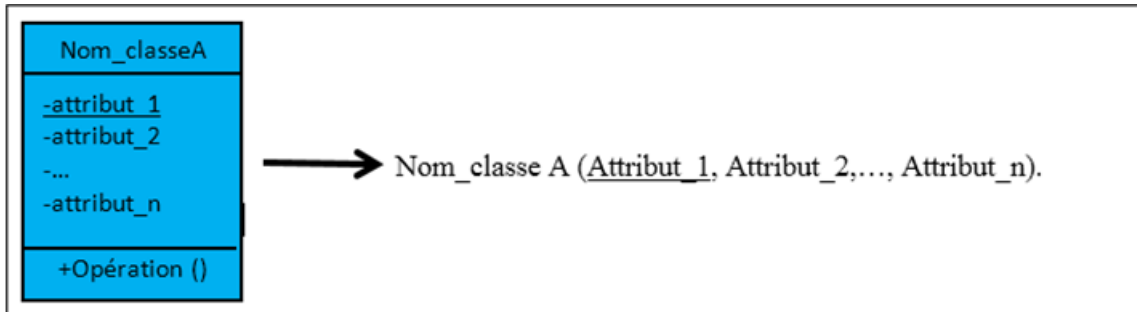 Nom_classeA
-attribut_1
-attribut_2
-...
-attribut_n
+Opération ()
Nom_classe A (Attribut_1, Attribut_2,…, Attribut_n).